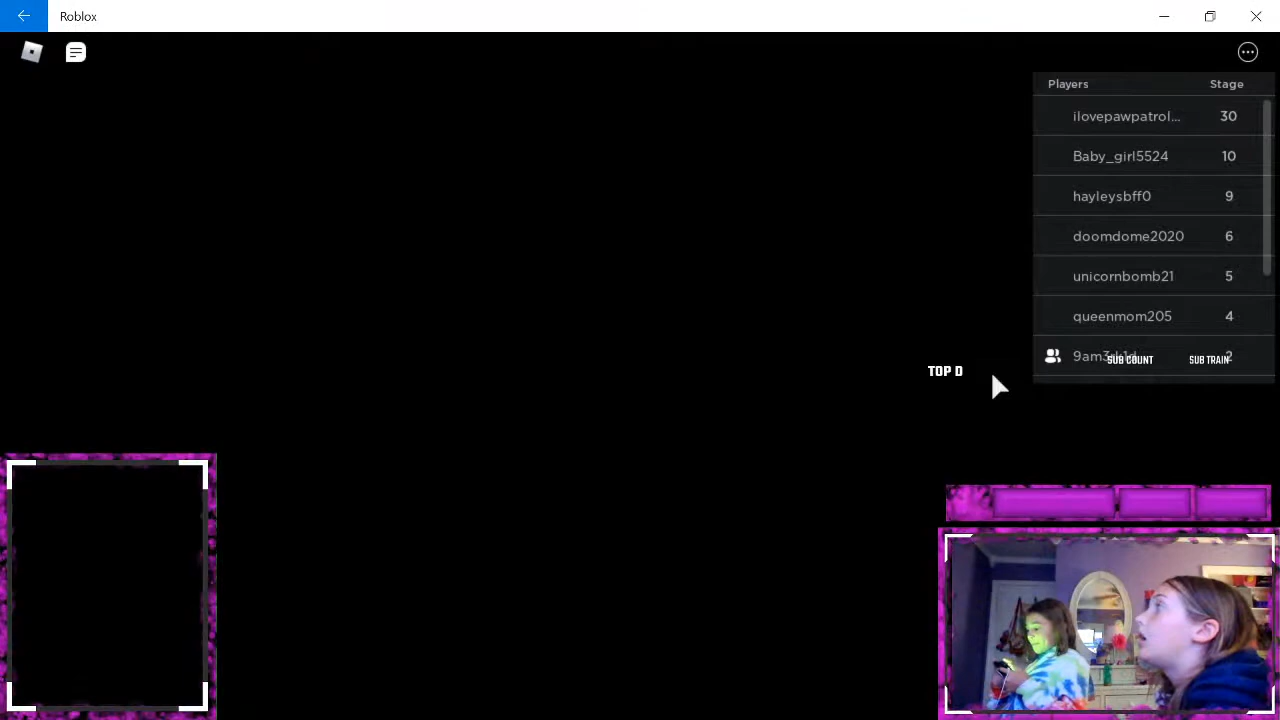 Roblox
Players Stage
ilovepawpatrol... 30
Baby_girl5524 10
hayleysbff0 9
doomdome2020 6
unicornbomb21 5
queenmom205 4
2
SUB COUNT SUB TRAIN
TOP D